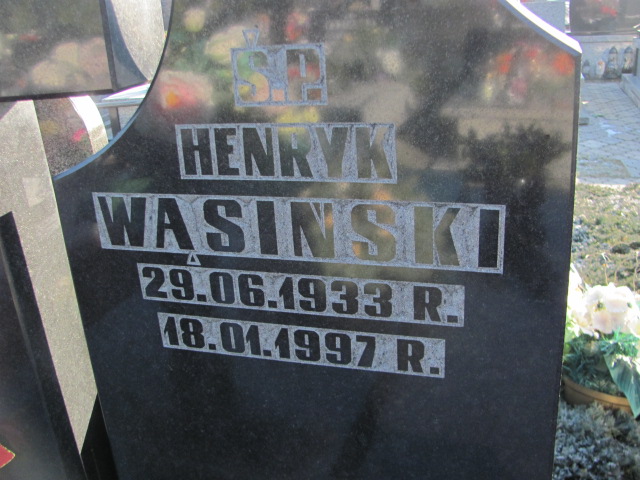 Ś.P.
HENRYK
WĄSINSKI
29.06.1933 R.
18.01.1997 R.